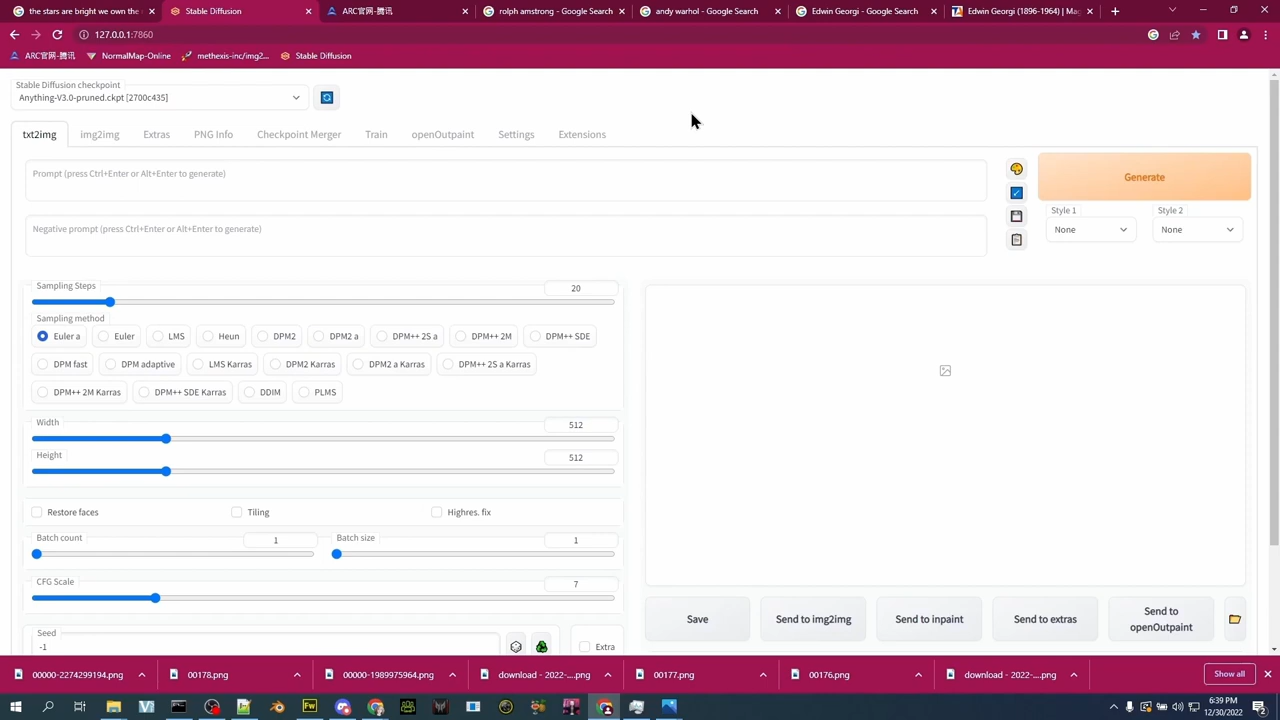 the stars are bright we own the
Stable Diffusion
ARC官网-腾讯
rolph amstrong - Google Search
andy warhol - Google Search
Edwin Georgi - Google Search
Edwin Georgi (1896-1964) | Mag
127.0.0.1:7860
ARC官网-腾讯
NormalMap-Online
methexis-inc/img2...
Stable Diffusion
Stable Diffusion checkpoint
Anything-V3.0-pruned.ckpt [2700c435]
txt2img
img2img
Extras
PNG Info
Checkpoint Merger
Train
openOutpaint
Settings
Extensions
Prompt (press Ctrl+Enter or Alt+Enter to generate)
Generate
Negative prompt (press Ctrl+Enter or Alt+Enter to generate)
Style 1
None
Style 2
None
Sampling Steps
20
Sampling method
Euler a
Euler
LMS
Heun
DPM2
DPM2 a
DPM++ 2S a
DPM++ 2M
DPM++ SDE
DPM fast
DPM adaptive
LMS Karras
DPM2 Karras
DPM2 a Karras
DPM++ 2S a Karras
DPM++ 2M Karras
DPM++ SDE Karras
DDIM
PLMS
Width
512
Height
512
Restore faces
Tiling
Highres. fix
Batch count
1
Batch size
1
CFG Scale
7
Seed
-1
Extra
Save
Send to img2img
Send to inpaint
Send to extras
Send to
openOutpaint
00000-2274299194.png
00178.png
00000-1989975964.png
download - 2022-....png
00177.png
00176.png
download - 2022-....png
Show all
6:39 PM
12/30/2022